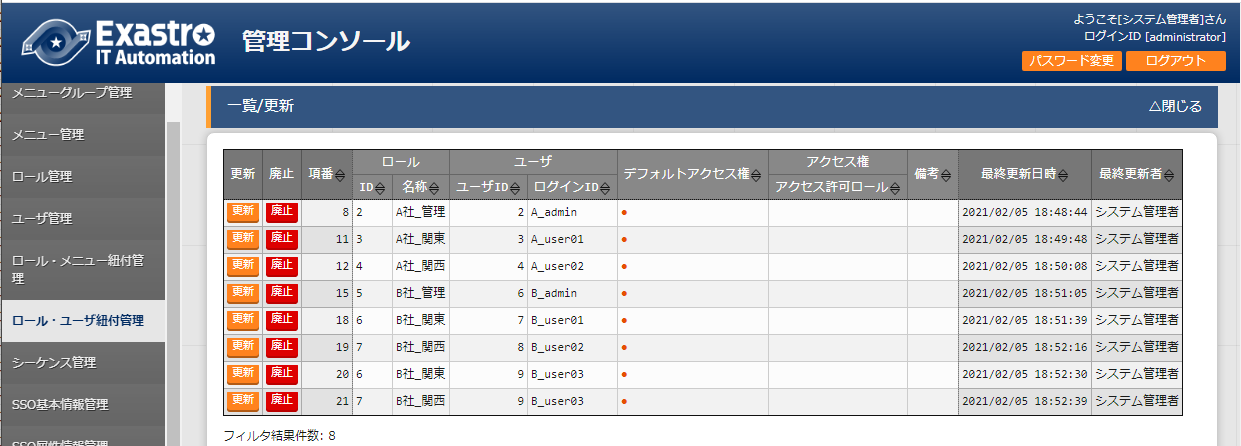 Exastro
IT Automation
管理コンソール
ようこそ[システム管理者]さん
ログインID [administrator]
パスワード変更 ログアウト
メニューグループ管理
メニュー管理
ロール管理
ユーザ管理
ロール・メニュー紐付管
理
ロール・ユーザ紐付管理
シーケンス管理
SSO基本情報管理
SSO属性情報管理
一覧/更新 △閉じる
更新 廃止 項番 ロール ユーザ デフォルトアクセス権 アクセス権 備考 最終更新日時 最終更新者
ID 名称 ユーザID ログインID アクセス許可ロール
更新 廃止 8 2 A社_管理 2 A_admin ● 2021/02/05 18:48:44 システム管理者
更新 廃止 11 3 A社_関東 3 A_user01 ● 2021/02/05 18:49:48 システム管理者
更新 廃止 12 4 A社_関西 4 A_user02 ● 2021/02/05 18:50:08 システム管理者
更新 廃止 15 5 B社_管理 6 B_admin ● 2021/02/05 18:51:05 システム管理者
更新 廃止 18 6 B社_関東 7 B_user01 ● 2021/02/05 18:51:39 システム管理者
更新 廃止 19 7 B社_関西 8 B_user02 ● 2021/02/05 18:52:16 システム管理者
更新 廃止 20 6 B社_関東 9 B_user03 ● 2021/02/05 18:52:30 システム管理者
更新 廃止 21 7 B社_関西 9 B_user03 ● 2021/02/05 18:52:39 システム管理者
フィルタ結果件数: 8